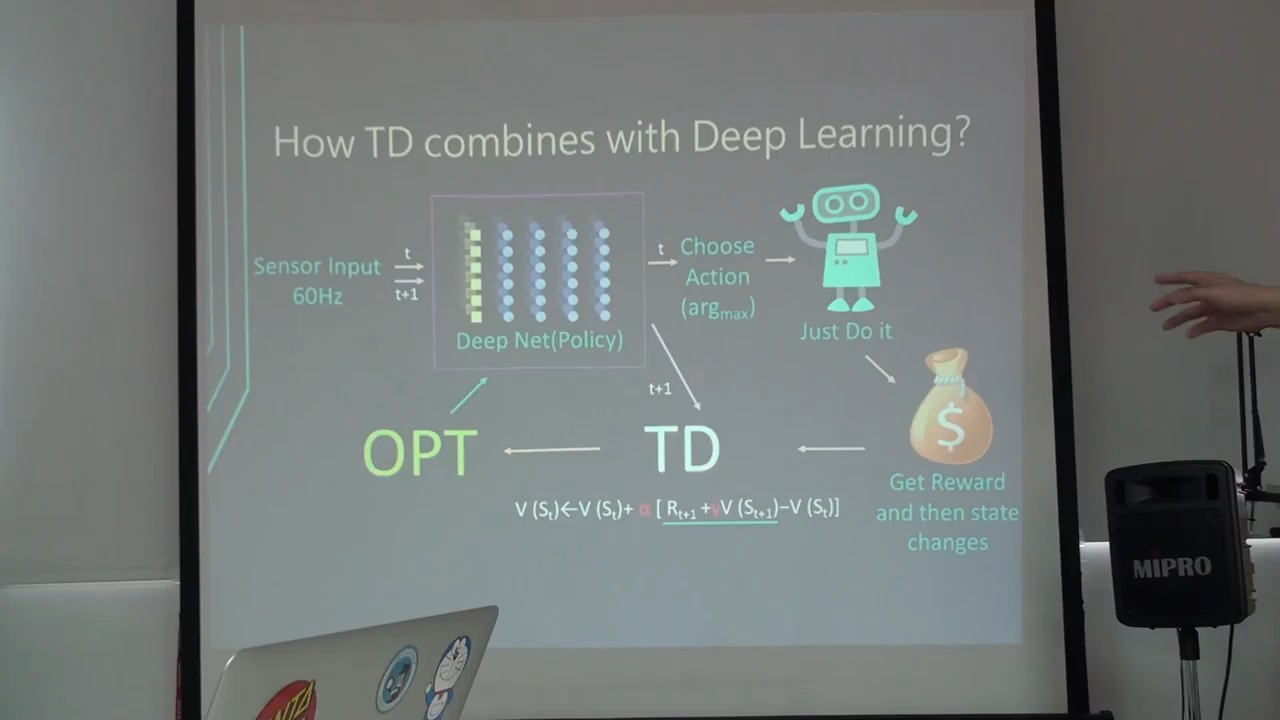 How TD combines with Deep Learning?
Sensor Input
60Hz
t
t+1
Deep Net(Policy)
t
Choose
Action
(argmax)
Just Do it
t+1
OPT
TD
$
V (St)←V (St)+ α [ Rt+1 +γV (St+1)−V (St)]
Get Reward
and then state
changes
MIPRO